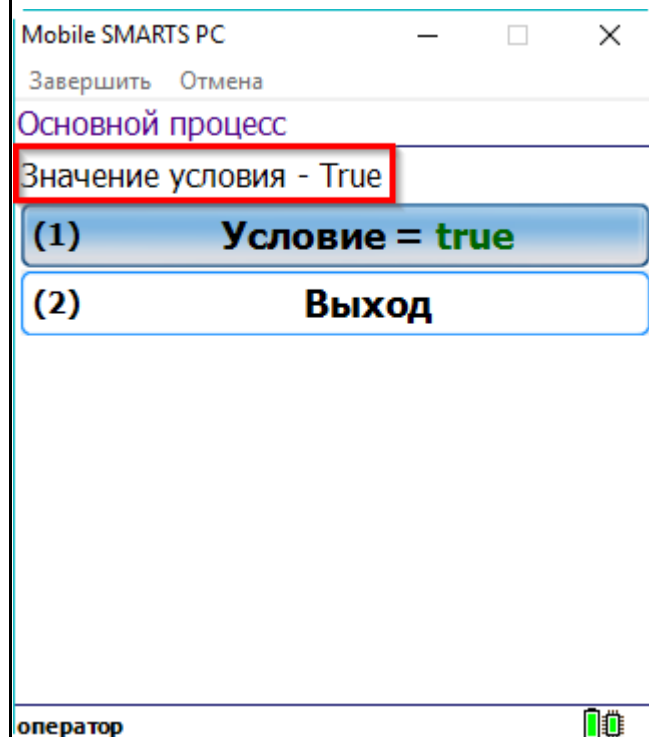 Mobile SMARTS PC
Завершить Отмена
Основной процесс
Значение условия - True
(1) Условие = true
(2) Выход
оператор